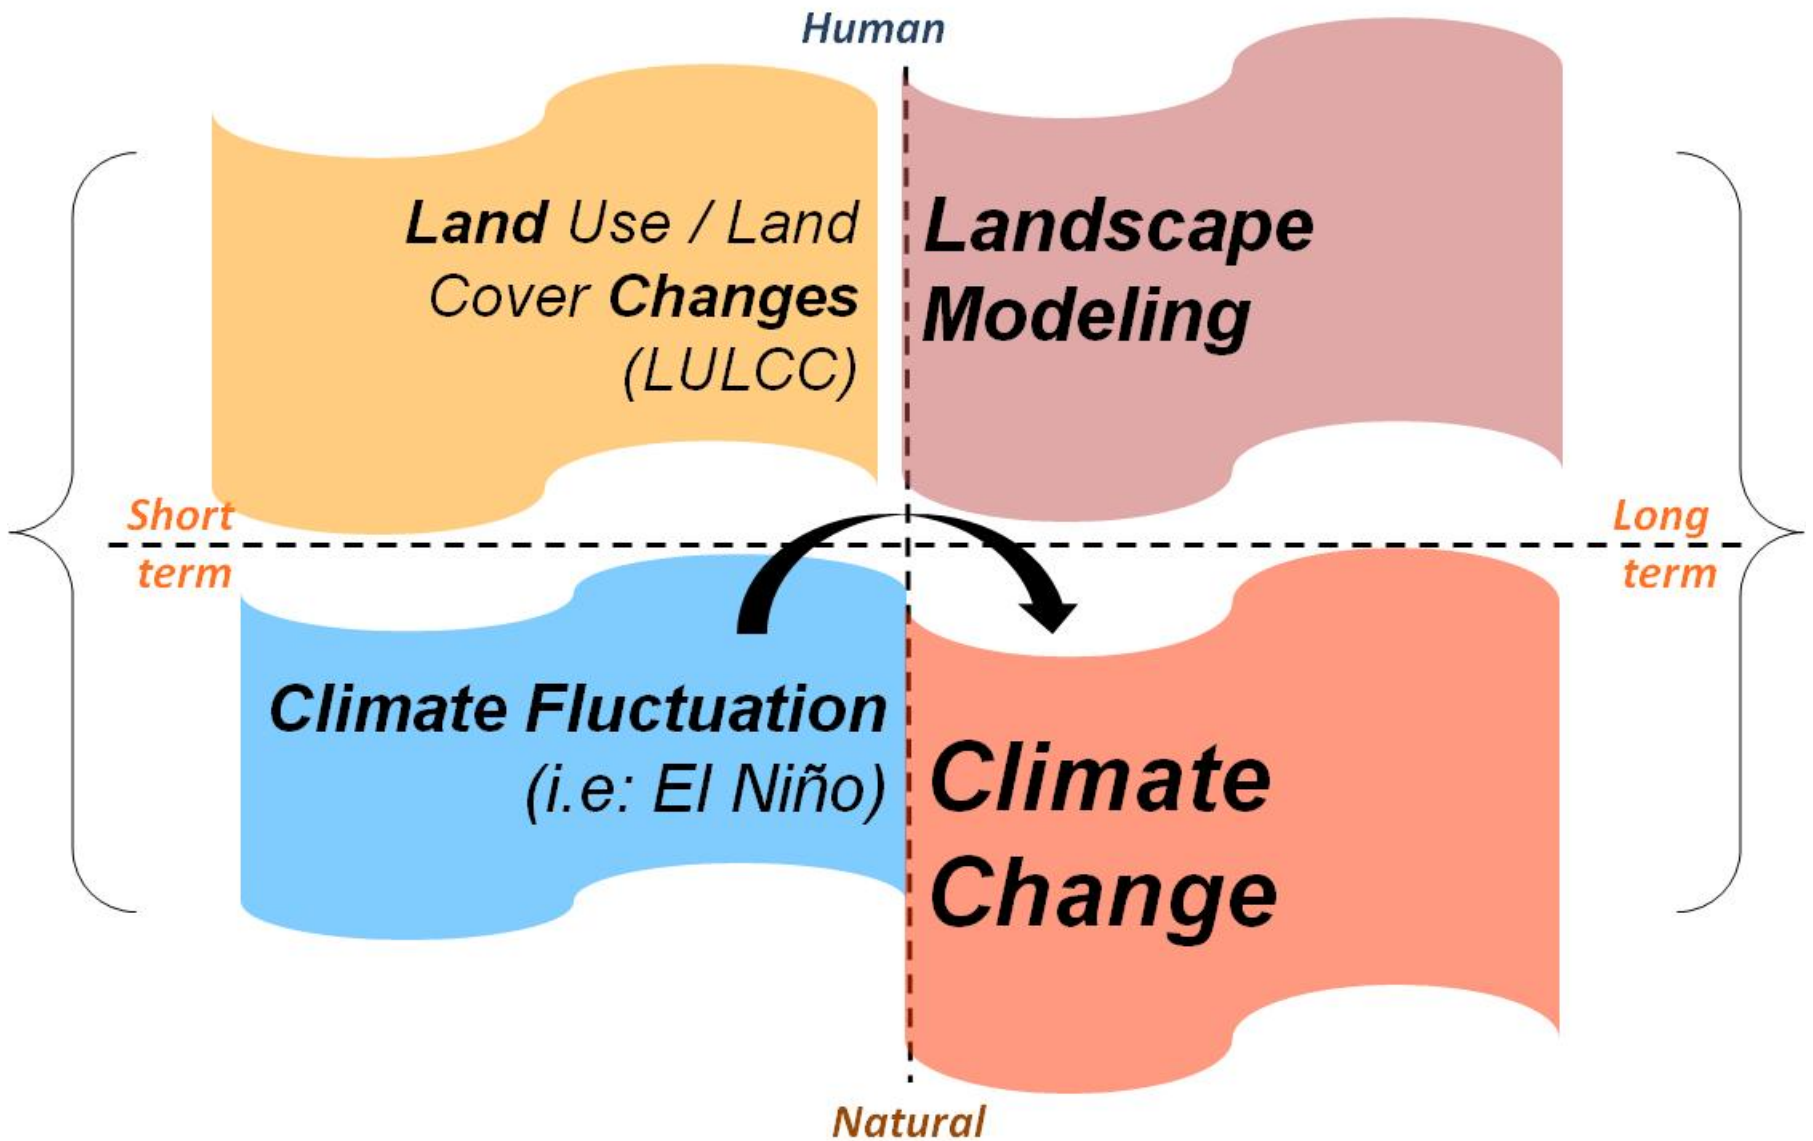 Human
Land Use / Land
Cover Changes
(LULCC)
Landscape
Modeling
Short
term
Long
term
Climate Fluctuation
(i.e: El Niño)
Climate
Change
Natural